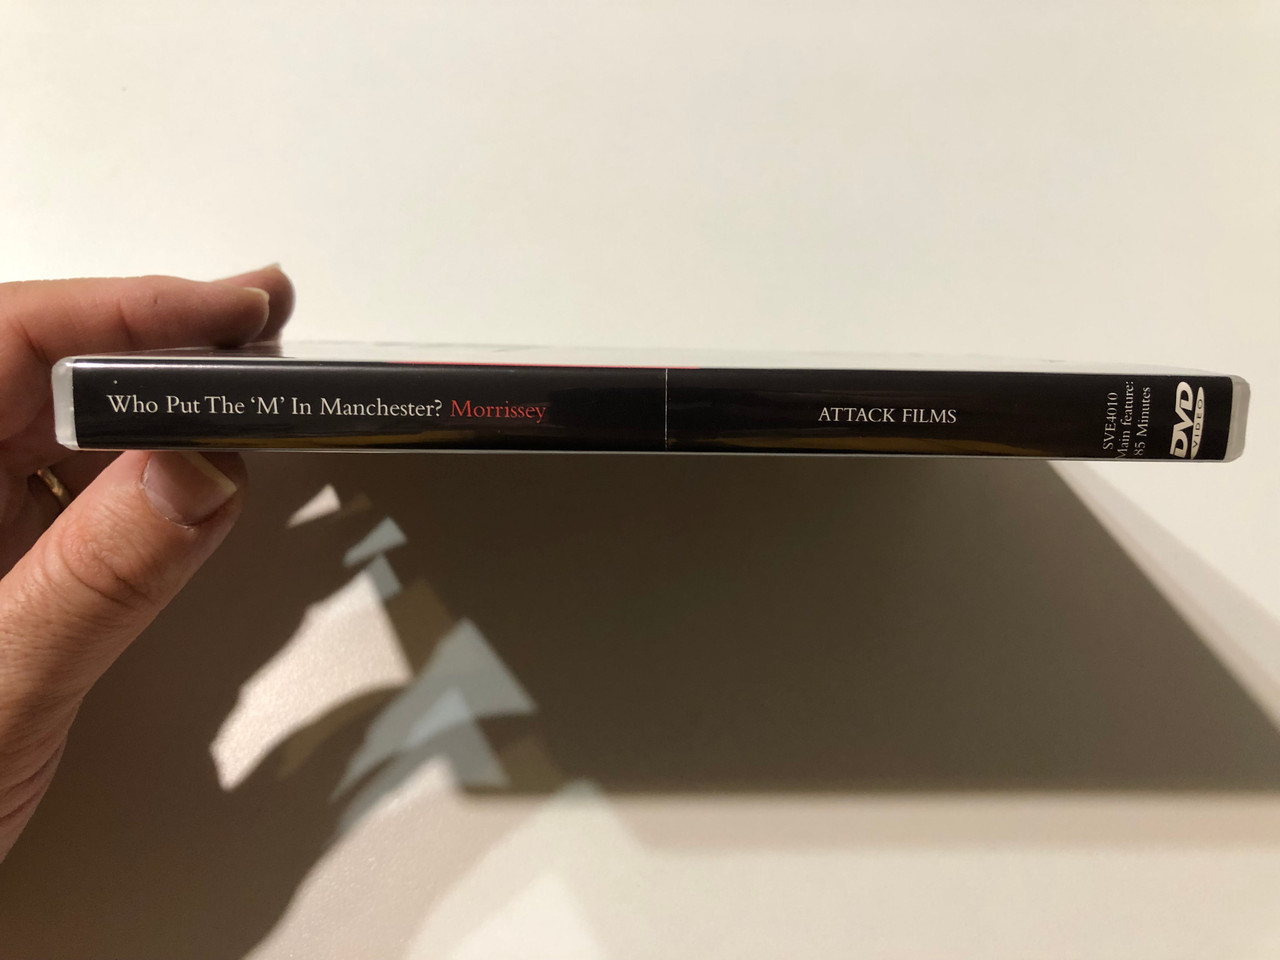 Who Put The ‘M’ In Manchester? Morrissey
ATTACK FILMS
SVE4010
Main feature:
85 Minutes
DVD
VIDEO